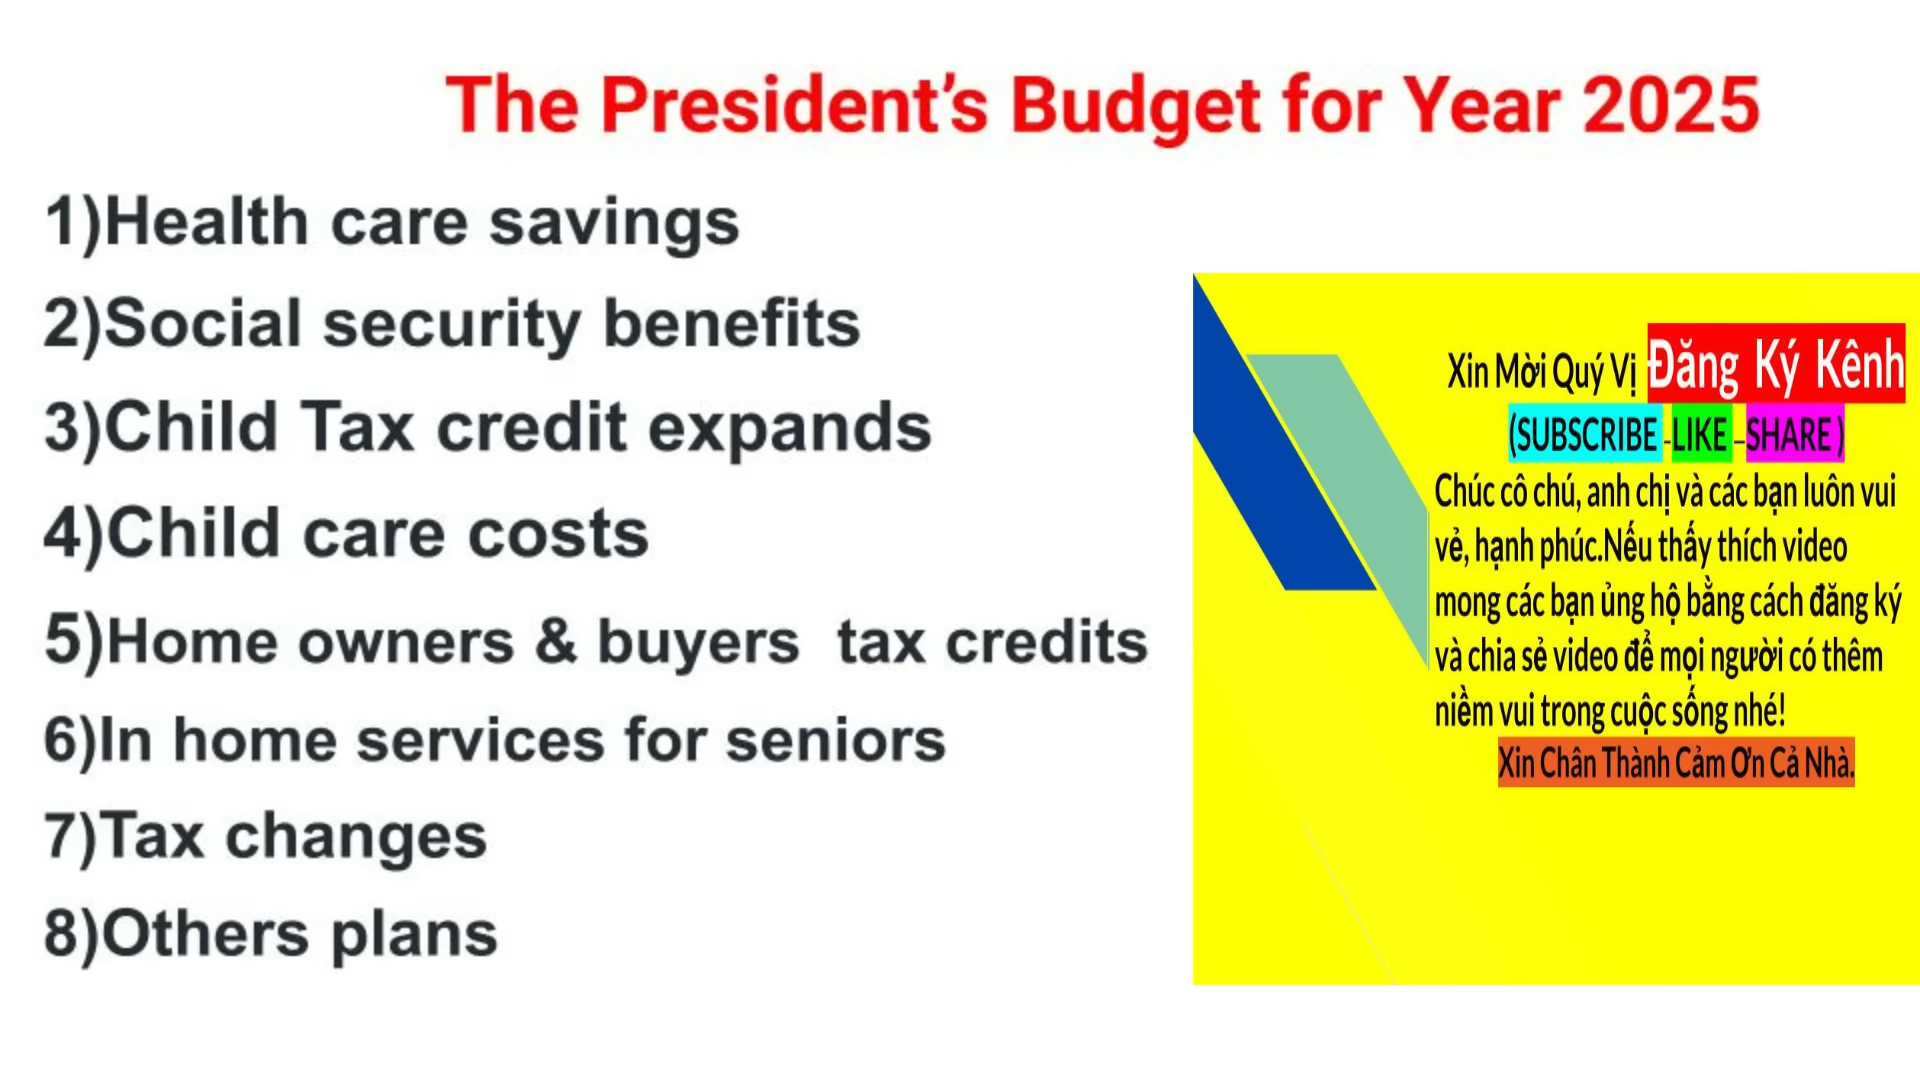 The President’s Budget for Year 2025
1)Health care savings
2)Social security benefits
3)Child Tax credit expands
4)Child care costs
5)Home owners & buyers  tax credits
6)In home services for seniors
7)Tax changes
8)Others plans
Xin Mời Quý Vị Đăng Ký Kênh
(SUBSCRIBE -LIKE –SHARE )
Chúc cô chú, anh chị và các bạn luôn vui
vẻ, hạnh phúc.Nếu thấy thích video
mong các bạn ủng hộ bằng cách đăng ký
và chia sẻ video để mọi người có thêm
niềm vui trong cuộc sống nhé!
Xin Chân Thành Cảm Ơn Cả Nhà.